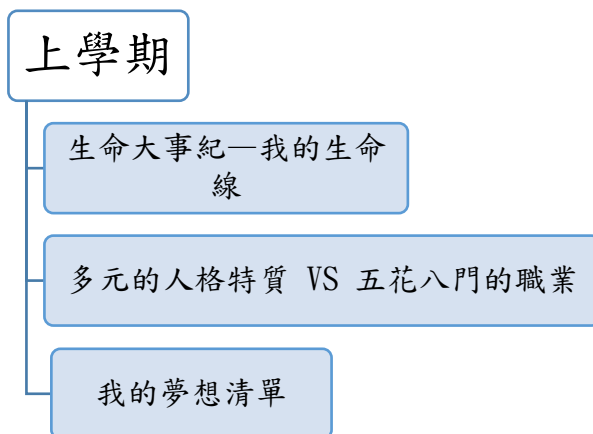 上學期
生命大事紀—我的生命
線
多元的人格特質 VS 五花八門的職業
我的夢想清單